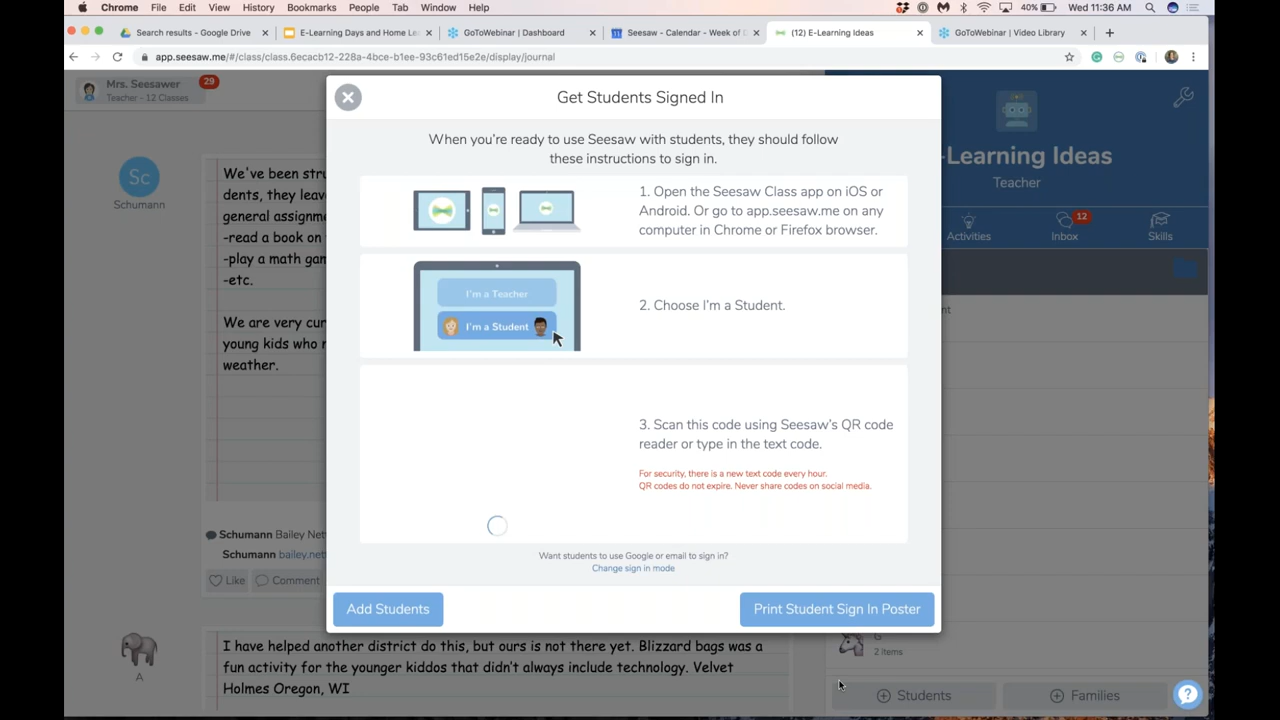 Chrome File Edit View History Bookmarks People Tab Window Help 40% Wed 11:36 AM
Search results - Google Drive E-Learning Days and Home Le GoToWebinar | Dashboard Seesaw - Calendar - Week of D (12) E-Learning Ideas GoToWebinar | Video Library
app.seesaw.me/#/class/class.6ecacb12-228a-4bce-b1ee-93c61ed15e2e/display/journal
Mrs. Seesawer 29
Teacher - 12 Classes
Sc
Schumann
We've been stru
dents, they leav
general assignm
-read a book on
-play a math gam
-etc.
We are very cur
young kids who
weather.
Schumann Bailey Net
Schumann bailey.nett
Like Comment
A
I have helped another district do this, but ours is not there yet. Blizzard bags was a
fun activity for the younger kiddos that didn't always include technology. Velvet
Holmes Oregon, WI
Get Students Signed In
When you're ready to use Seesaw with students, they should follow
these instructions to sign in.
1. Open the Seesaw Class app on iOS or
Android. Or go to app.seesaw.me on any
computer in Chrome or Firefox browser.
I'm a Teacher
I'm a Student
2. Choose I'm a Student.
3. Scan this code using Seesaw's QR code
reader or type in the text code.
For security, there is a new text code every hour.
QR codes do not expire. Never share codes on social media.
Want students to use Google or email to sign in?
Change sign in mode
Add Students Print Student Sign In Poster
-Learning Ideas
Teacher
Activities Inbox 12 Skills
nt
G
2 Items
Students Families ?